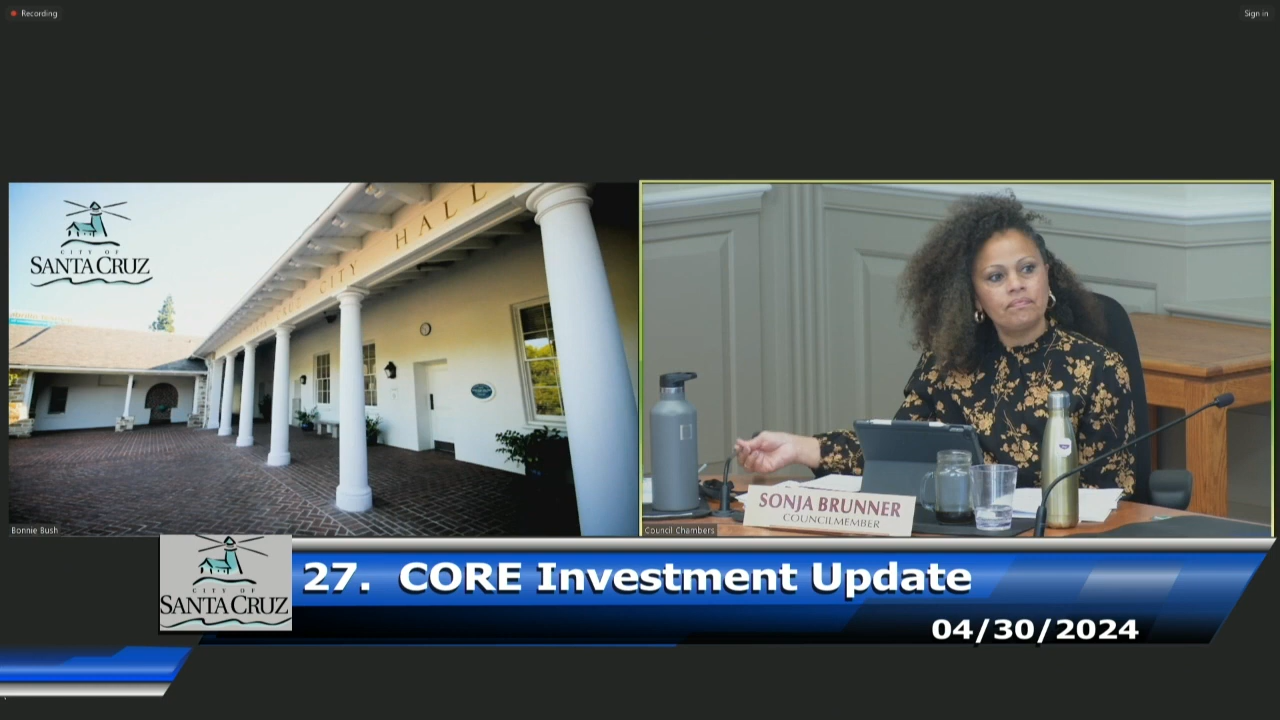 Recording
Sign in
CITY OF
SANTA CRUZ
CITY HALL
Bonnie Bush
SONJA BRUNNER
COUNCILMEMBER
Council Chambers
CITY OF
SANTA CRUZ
27. CORE Investment Update
04/30/2024